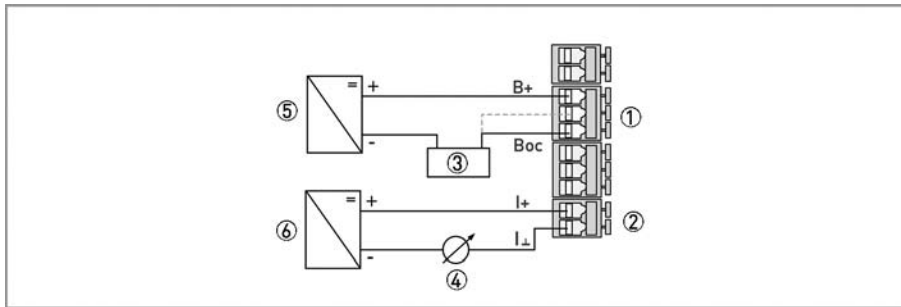 = + B+
⑤ ①
- Boc
③
= + I+
⑥ ②
- I⊥
④